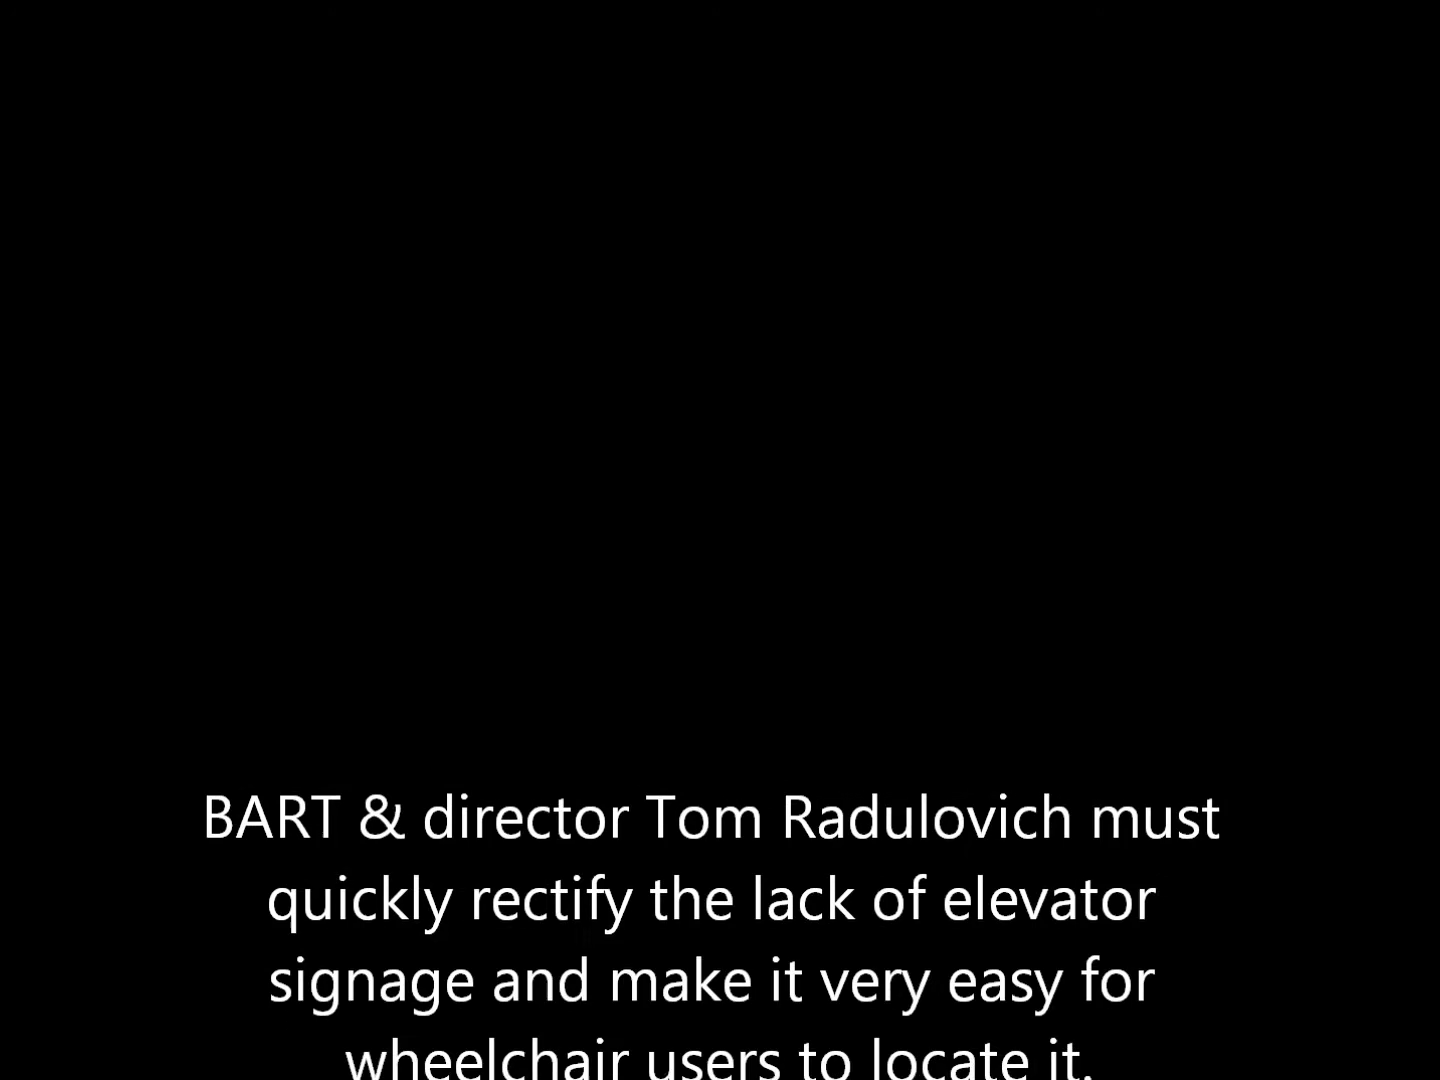 BART & director Tom Radulovich must
quickly rectify the lack of elevator
signage and make it very easy for
wheelchair users to locate it.